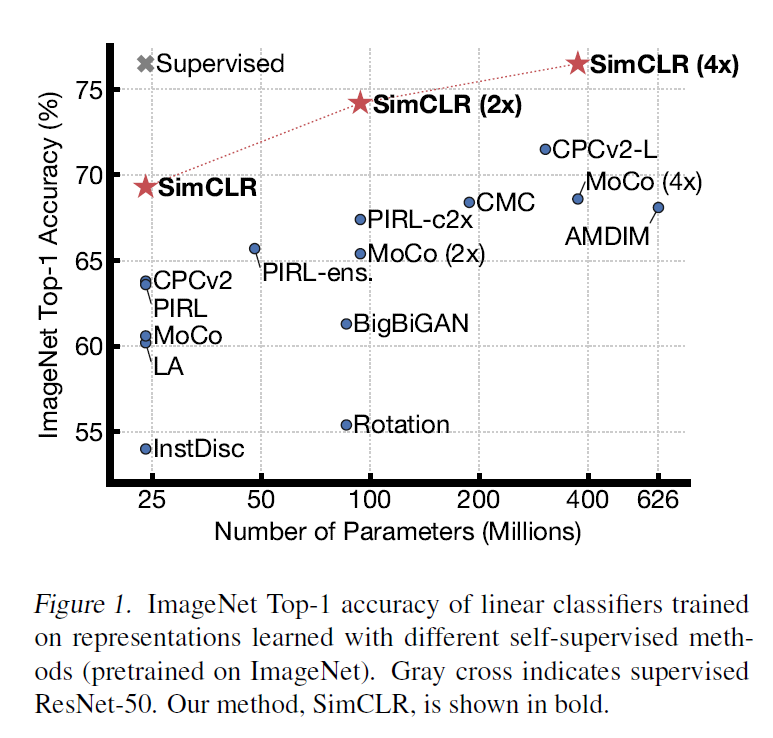 ImageNet Top-1 Accuracy (%)
75
70
65
60
55
Supervised
SimCLR (4x)
SimCLR (2x)
SimCLR
CPCv2-L
MoCo (4x)
CMC
AMDIM
PIRL-c2x
MoCo (2x)
PIRL-ens.
CPCv2
PIRL
MoCo
LA
BigBiGAN
Rotation
InstDisc
25 50 100 200 400 626
Number of Parameters (Millions)
Figure 1. ImageNet Top-1 accuracy of linear classifiers trained
on representations learned with different self-supervised meth-
ods (pretrained on ImageNet). Gray cross indicates supervised
ResNet-50. Our method, SimCLR, is shown in bold.